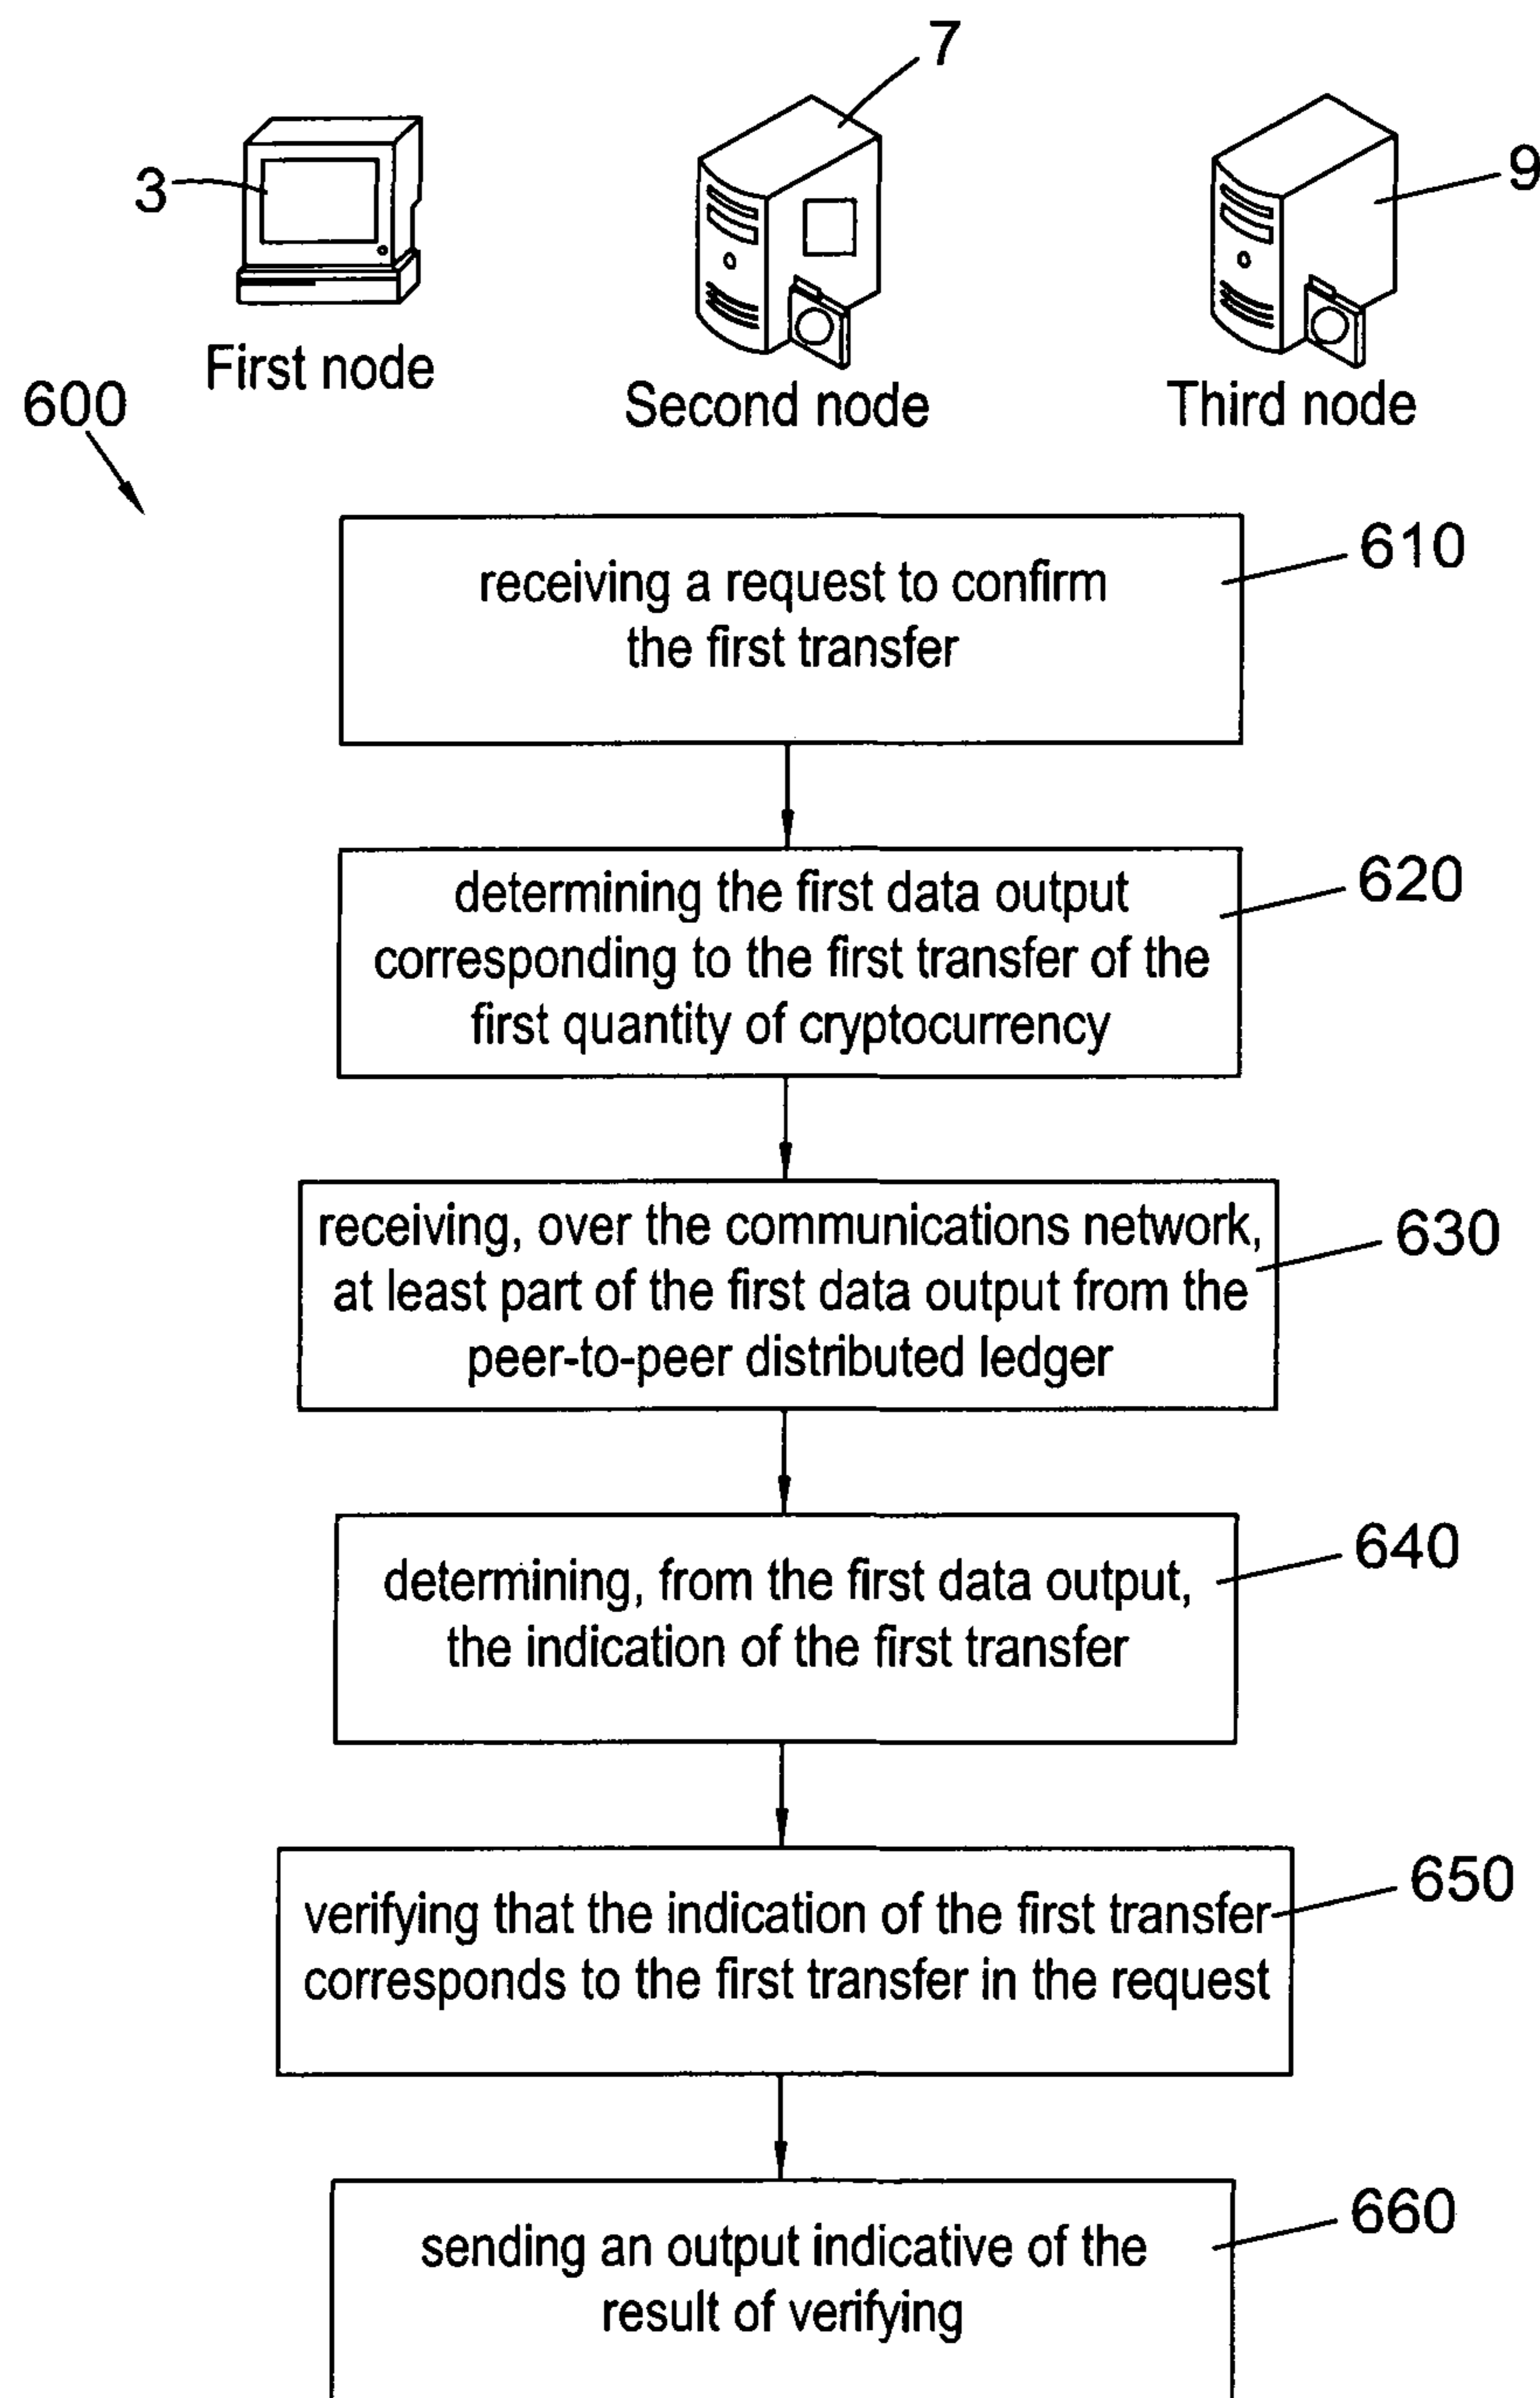 7
3
9
First node
Second node
Third node
600
610
receiving a request to confirm
the first transfer
620
determining the first data output
corresponding to the first transfer of the
first quantity of cryptocurrency
630
receiving, over the communications network,
at least part of the first data output from the
peer-to-peer distributed ledger
640
determining, from the first data output,
the indication of the first transfer
650
verifying that the indication of the first transfer
corresponds to the first transfer in the request
660
sending an output indicative of the
result of verifying